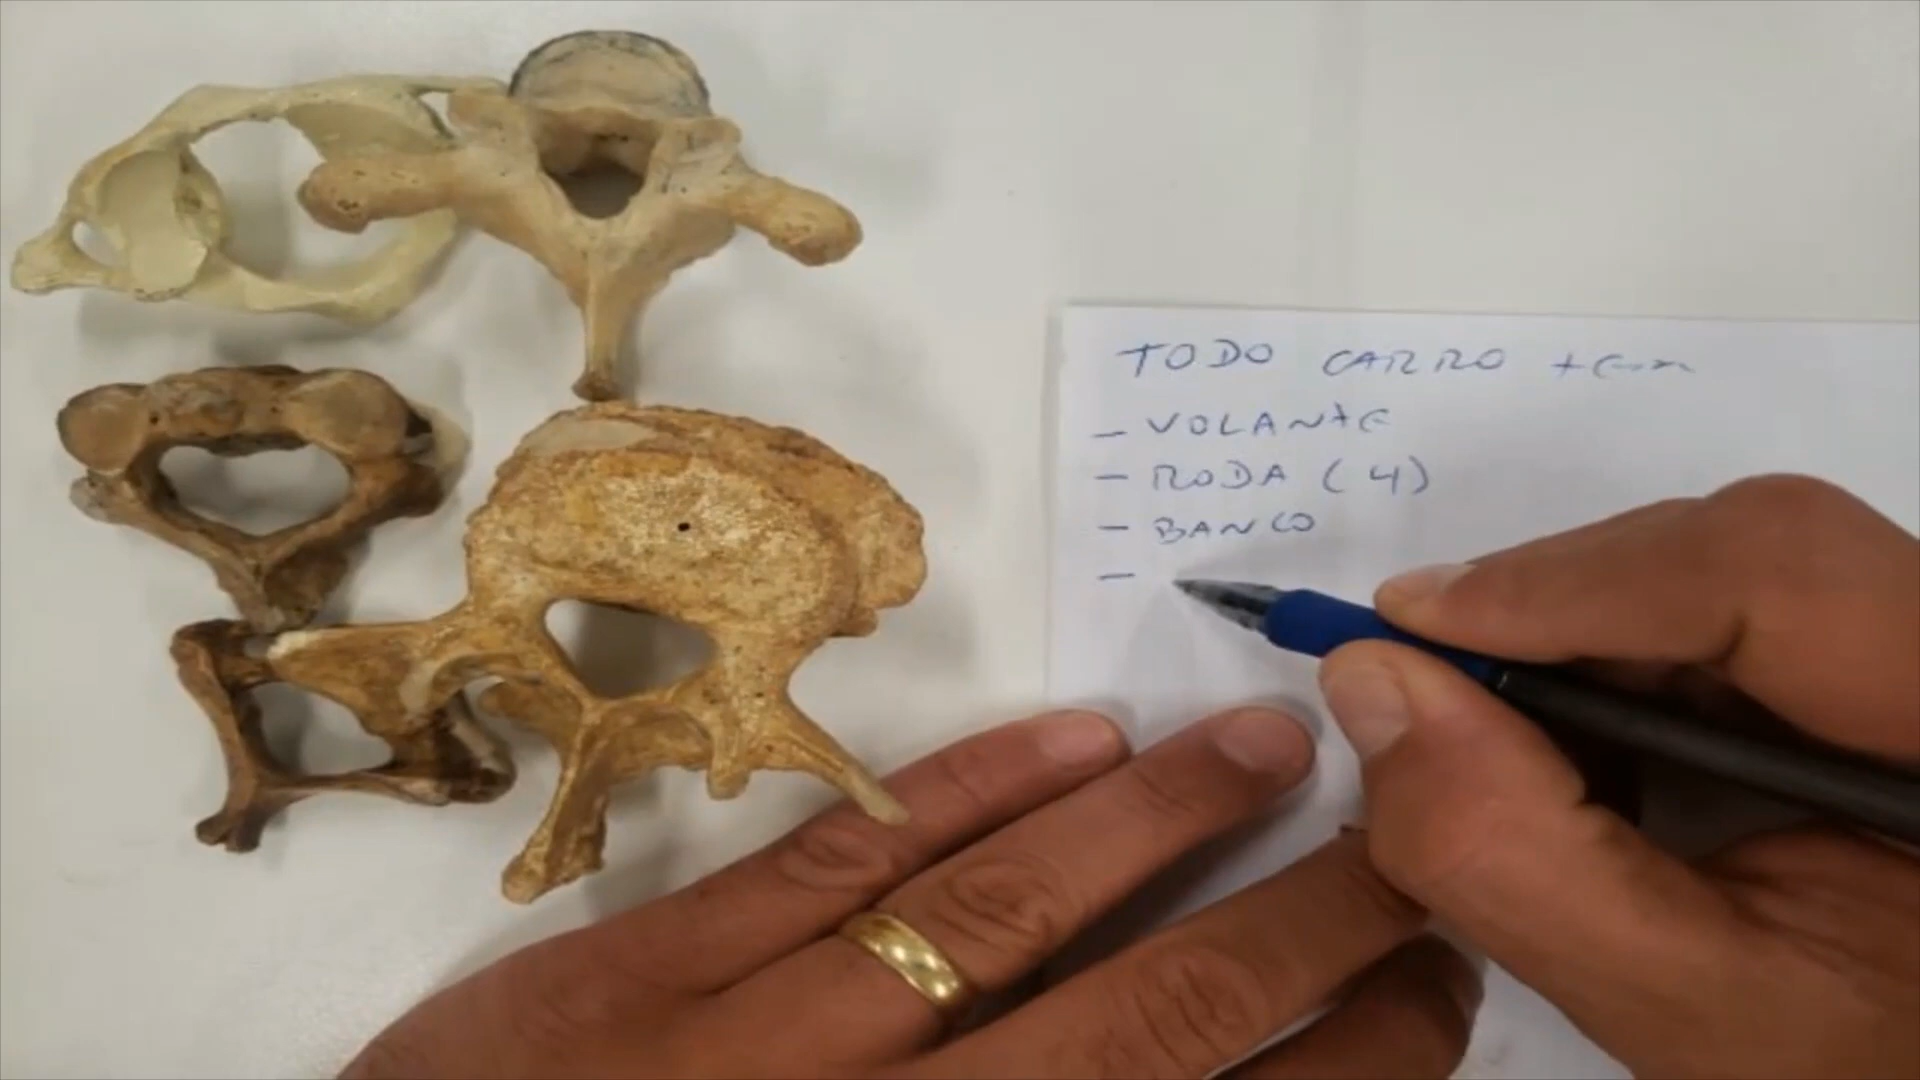 TODO CARRO tem
- VOLANTE
- RODA (4)
- BANCO
-